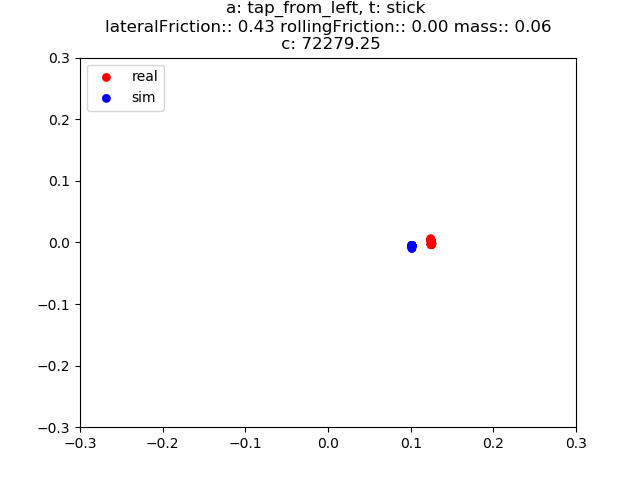 a: tap_from_left, t: stick
lateralFriction:: 0.43 rollingFriction:: 0.00 mass:: 0.06
c: 72279.25
real
sim
0.3
0.2
0.1
0.0
−0.1
−0.2
−0.3
−0.3
−0.2
−0.1
0.0
0.1
0.2
0.3